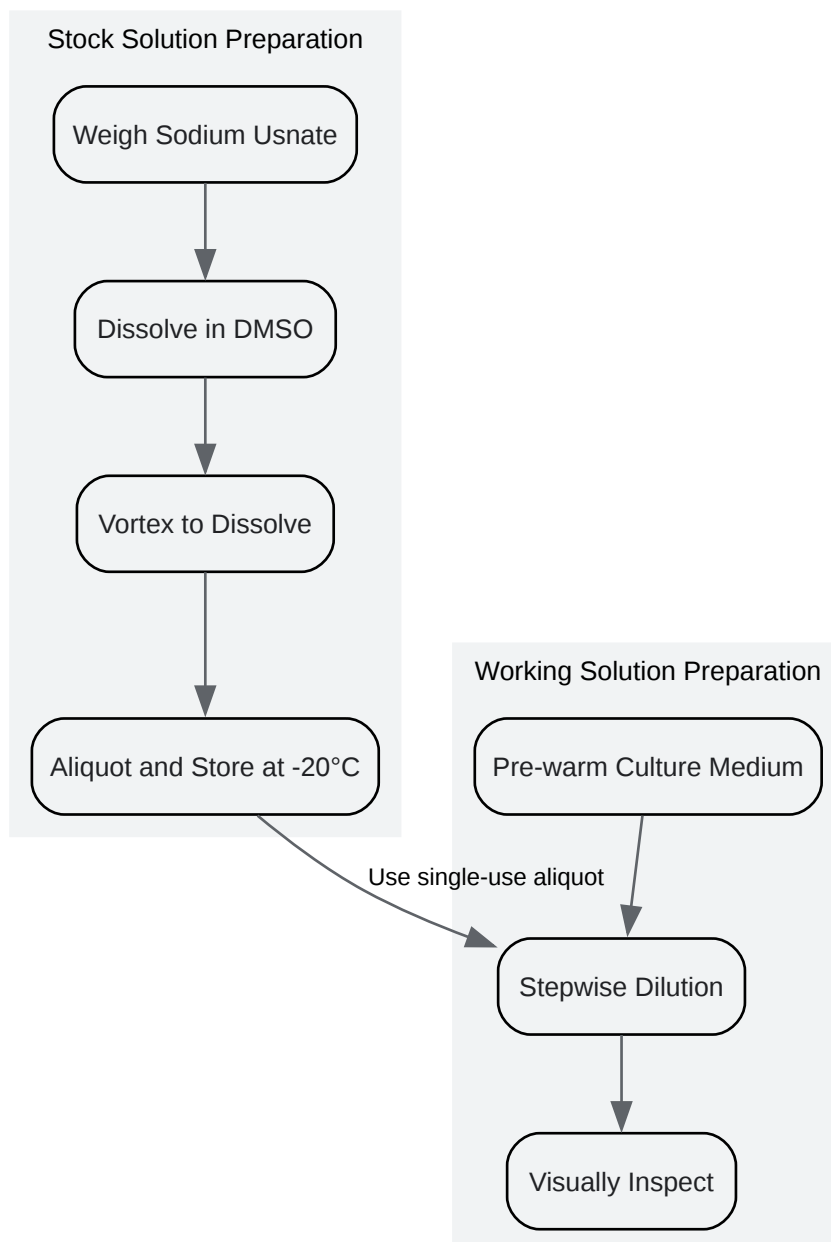 Stock Solution Preparation
Weigh Sodium Usnate
Dissolve in DMSO
Vortex to Dissolve
Aliquot and Store at -20°C
Use single-use aliquot
Working Solution Preparation
Pre-warm Culture Medium
Stepwise Dilution
Visually Inspect